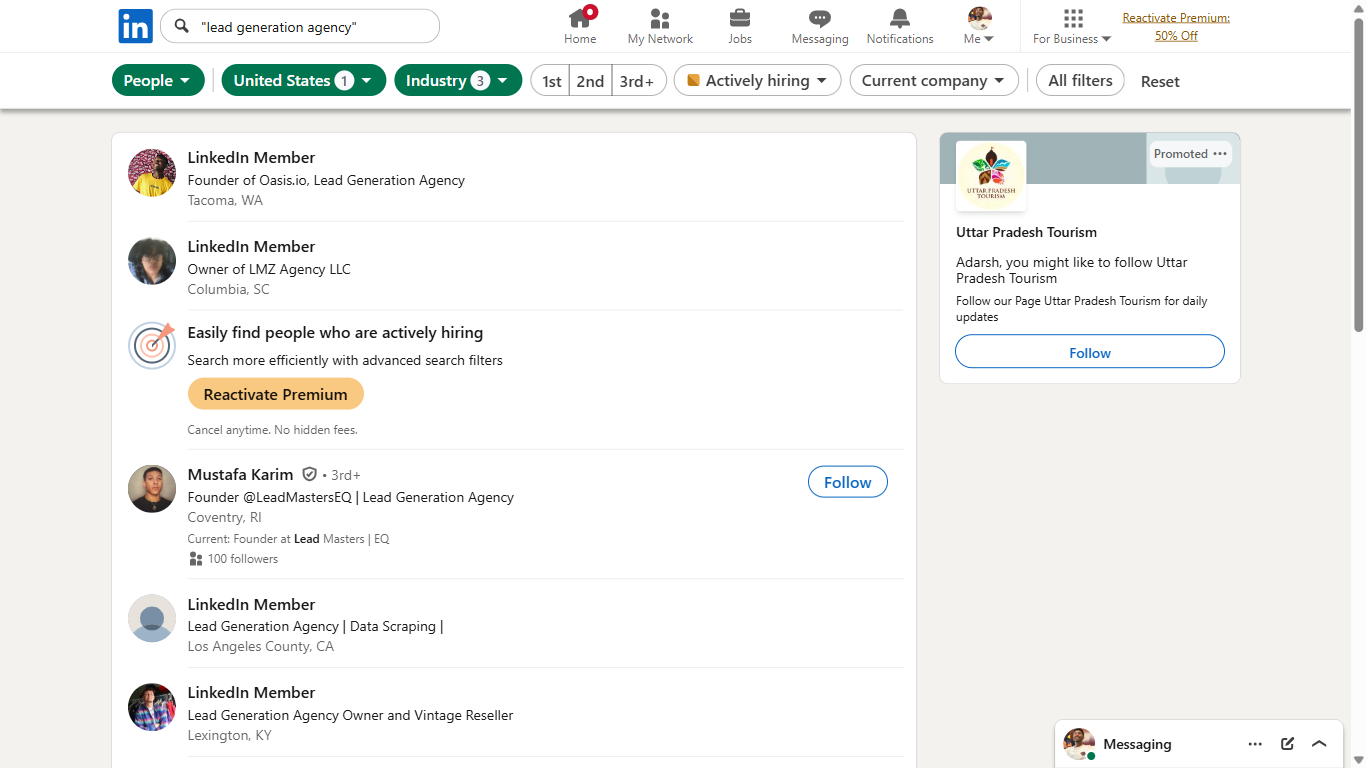 in
"lead generation agency"
Home
My Network
Jobs
Messaging
Notifications
Me
For Business
Reactivate Premium:
50% Off
People
United States 1
Industry 3
1st
2nd
3rd+
Actively hiring
Current company
All filters
Reset
LinkedIn Member
Founder of Oasis.io, Lead Generation Agency
Tacoma, WA
LinkedIn Member
Owner of LMZ Agency LLC
Columbia, SC
Easily find people who are actively hiring
Search more efficiently with advanced search filters
Reactivate Premium
Cancel anytime. No hidden fees.
Mustafa Karim • 3rd+
Founder @LeadMastersEQ | Lead Generation Agency
Coventry, RI
Current: Founder at Lead Masters | EQ
100 followers
Follow
LinkedIn Member
Lead Generation Agency | Data Scraping |
Los Angeles County, CA
LinkedIn Member
Lead Generation Agency Owner and Vintage Reseller
Lexington, KY
Promoted
UTTAR PRADESH
TOURISM
Uttar Pradesh Tourism
Adarsh, you might like to follow Uttar
Pradesh Tourism
Follow our Page Uttar Pradesh Tourism for daily
updates
Follow
Messaging